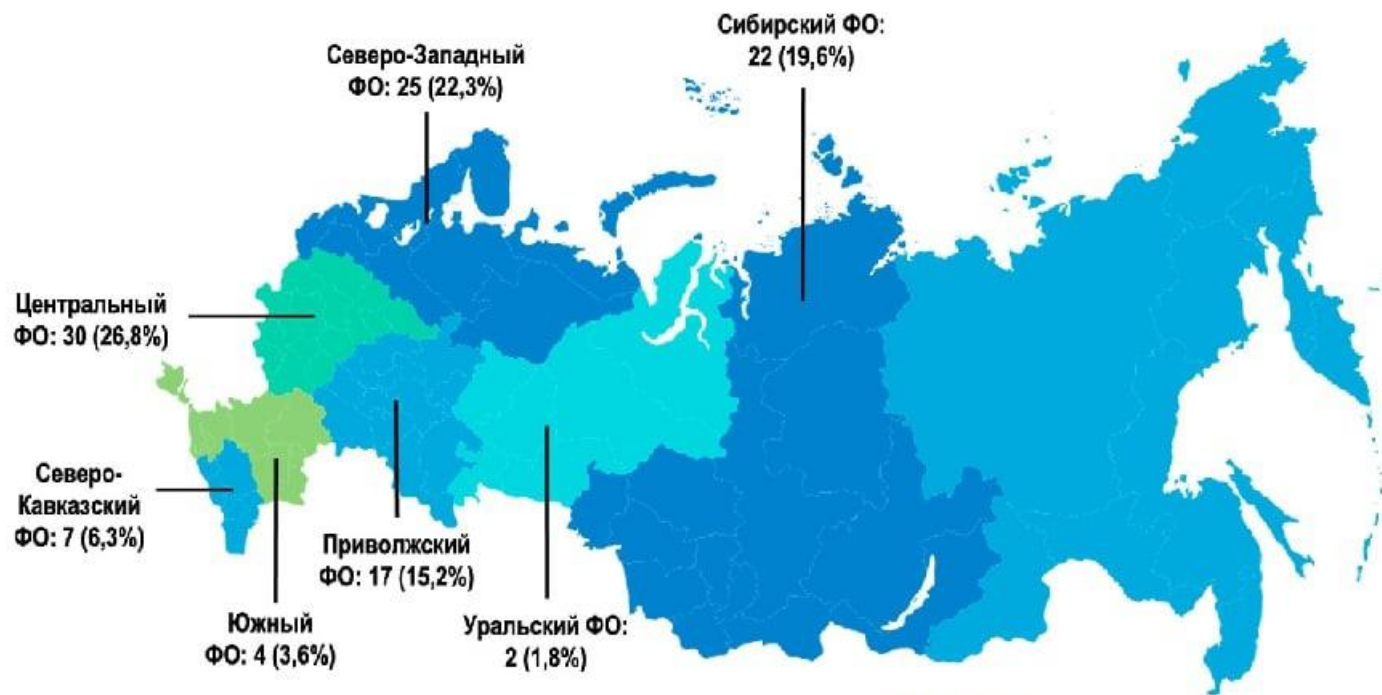 Сибирский ФО:
22 (19,6%)
Северо-Западный
ФО: 25 (22,3%)
Центральный
ФО: 30 (26,8%)
Северо-
Кавказский
ФО: 7 (6,3%)
Приволжский
ФО: 17 (15,2%)
Южный
ФО: 4 (3,6%)
Уральский ФО:
2 (1,8%)